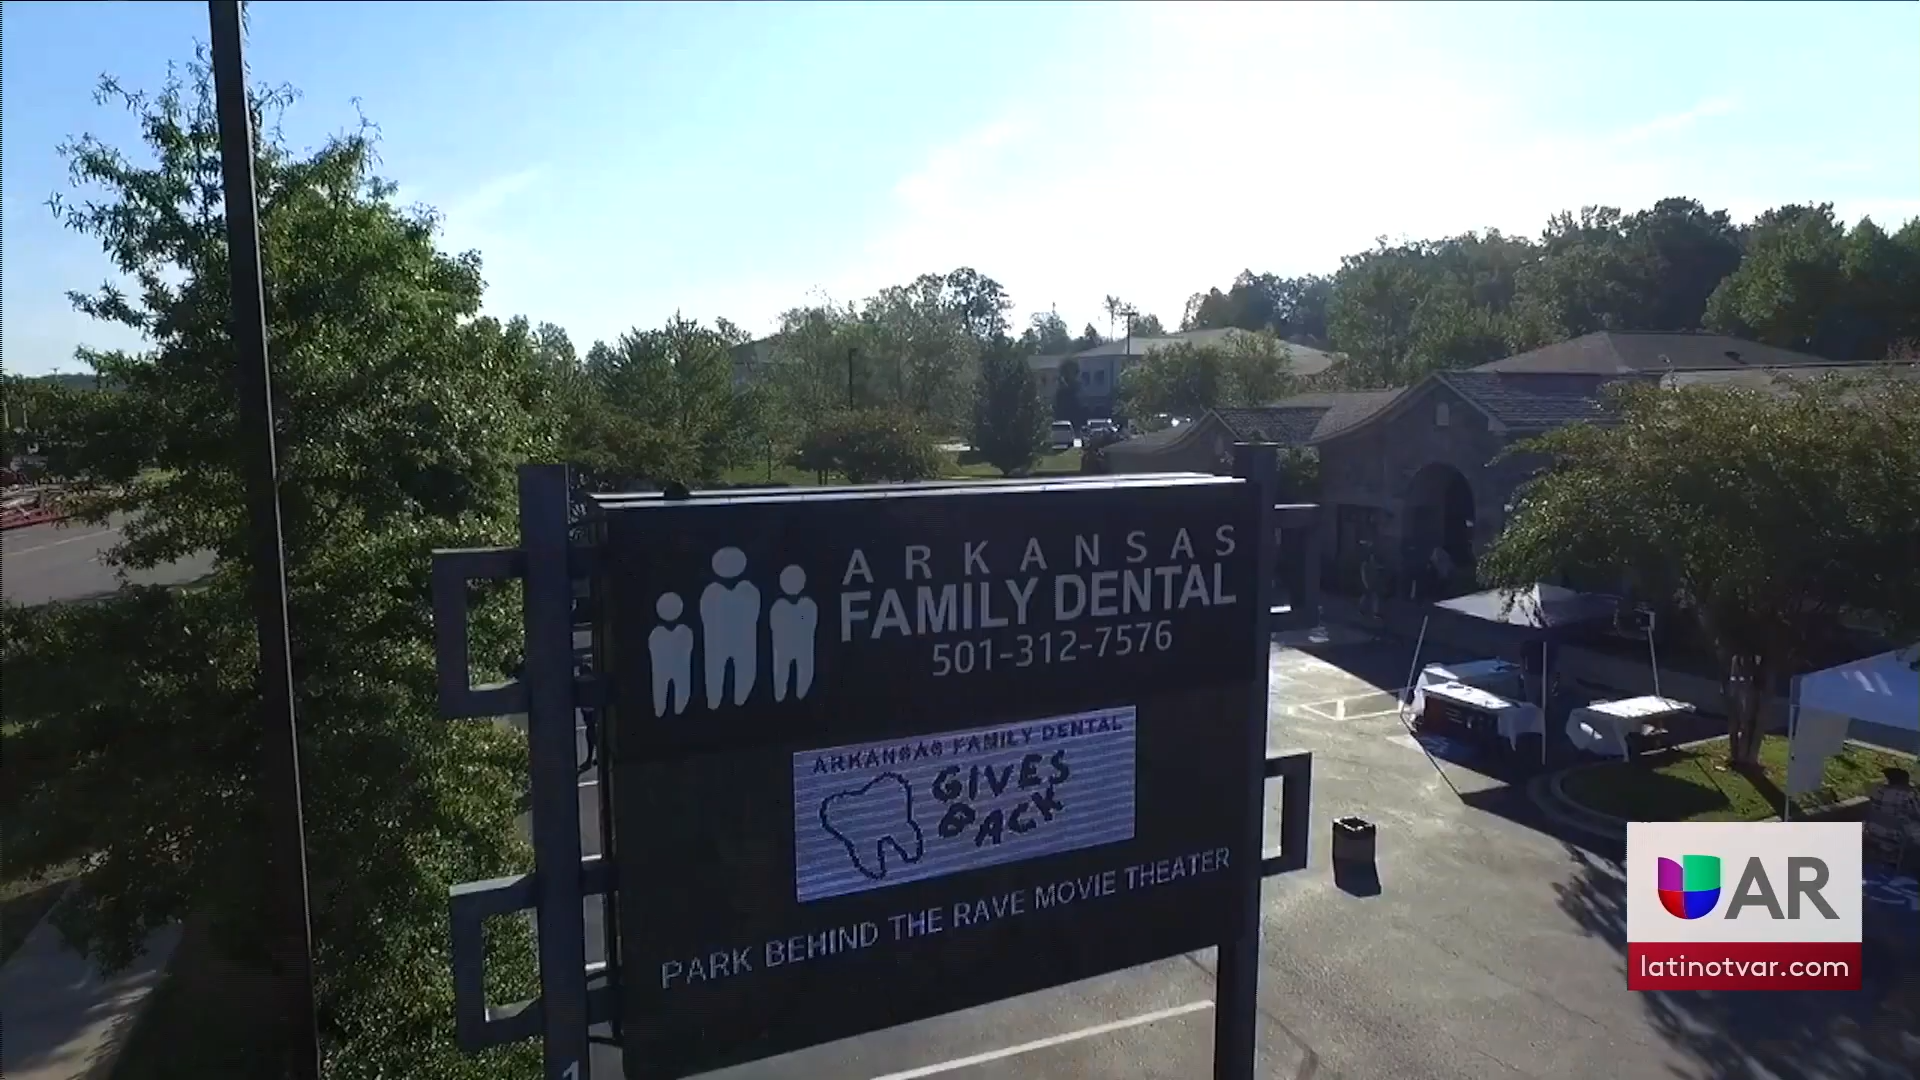 ARKANSAS
FAMILY DENTAL
501-312-7576
ARKANSAS FAMILY DENTAL
GIVES
BACK
PARK BEHIND THE RAVE MOVIE THEATER
1
AR
latinotvar.com